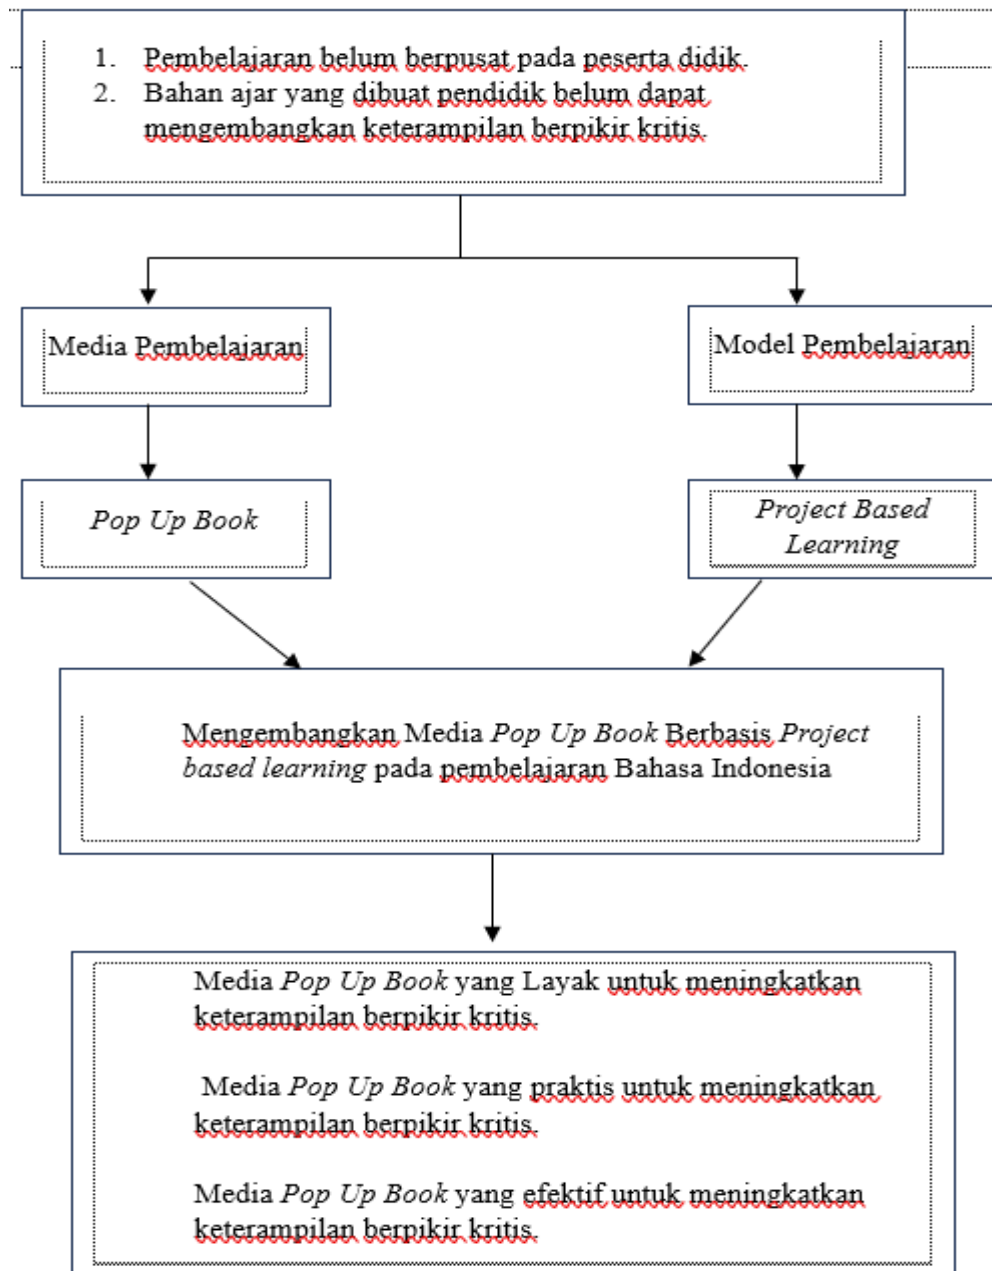 1. Pembelajaran belum berpusat pada peserta didik.
2. Bahan ajar yang dibuat pendidik belum dapat
mengembangkan keterampilan berpikir kritis.
Media Pembelajaran
Model Pembelajaran
Pop Up Book
Project Based
Learning
Mengembangkan Media Pop Up Book Berbasis Project
based learning pada pembelajaran Bahasa Indonesia
Media Pop Up Book yang Layak untuk meningkatkan
keterampilan berpikir kritis.
Media Pop Up Book yang praktis untuk meningkatkan
keterampilan berpikir kritis.
Media Pop Up Book yang efektif untuk meningkatkan
keterampilan berpikir kritis.